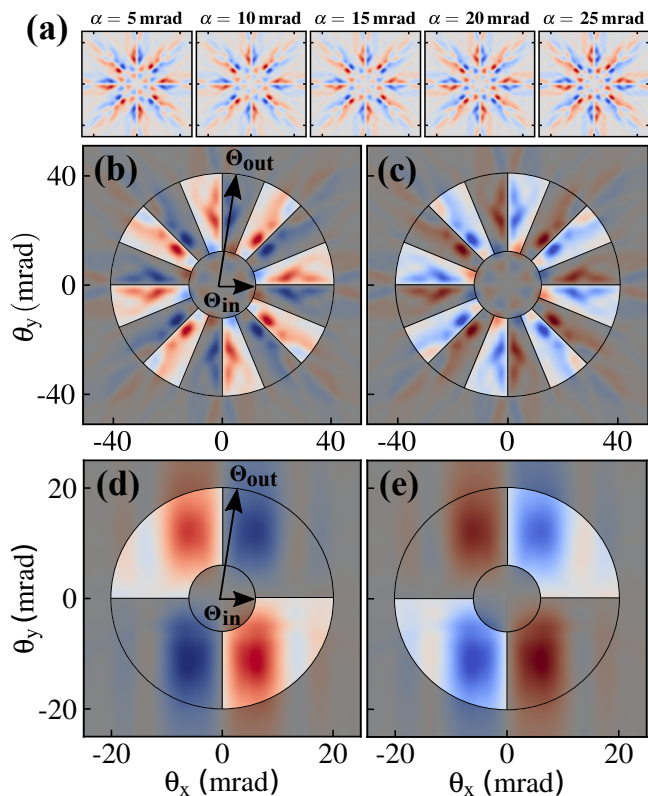 (a)
α = 5 mrad α = 10 mrad α = 15 mrad α = 20 mrad α = 25 mrad
(b) Θout (c)
40
0
-40
θy (mrad)
Θin
-40 0 40 -40 0 40
(d) Θout (e)
20
0
-20
θy (mrad)
Θin
-20 0 20 -20 0 20
θx (mrad) θx (mrad)